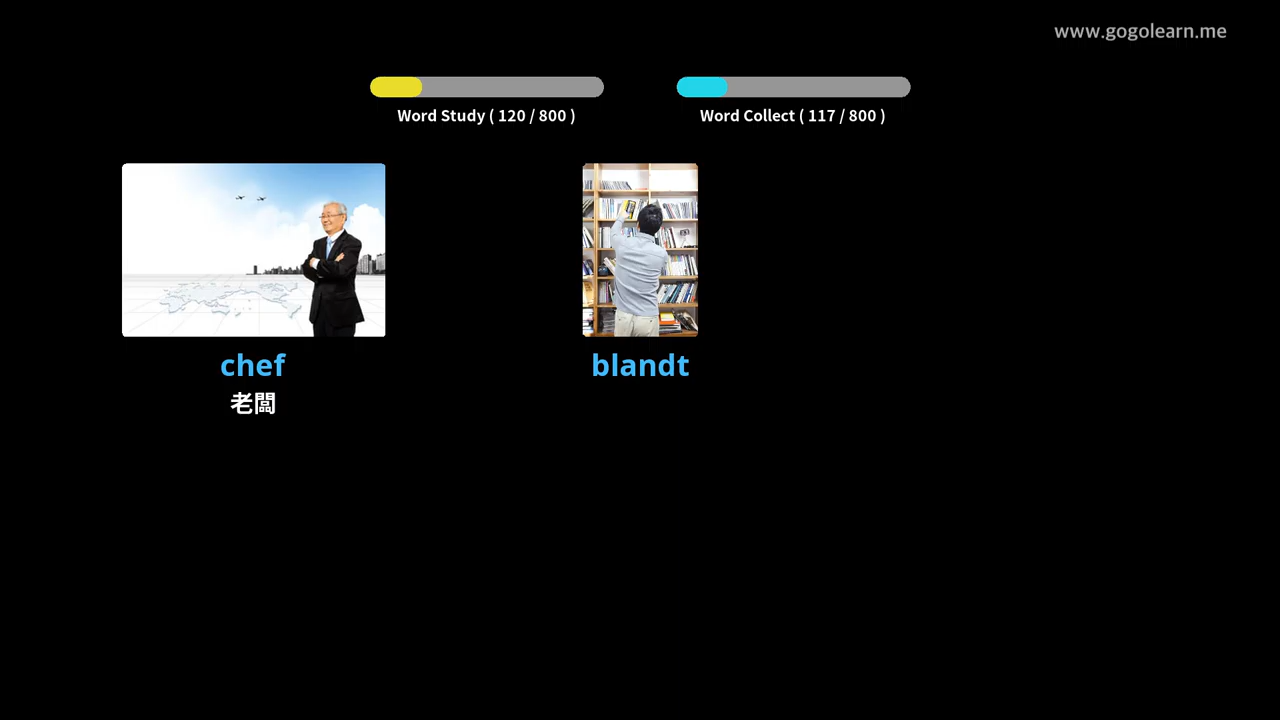 www.gogolearn.me
Word Study ( 120 / 800 )
Word Collect ( 117 / 800 )
chef
老闆
blandt